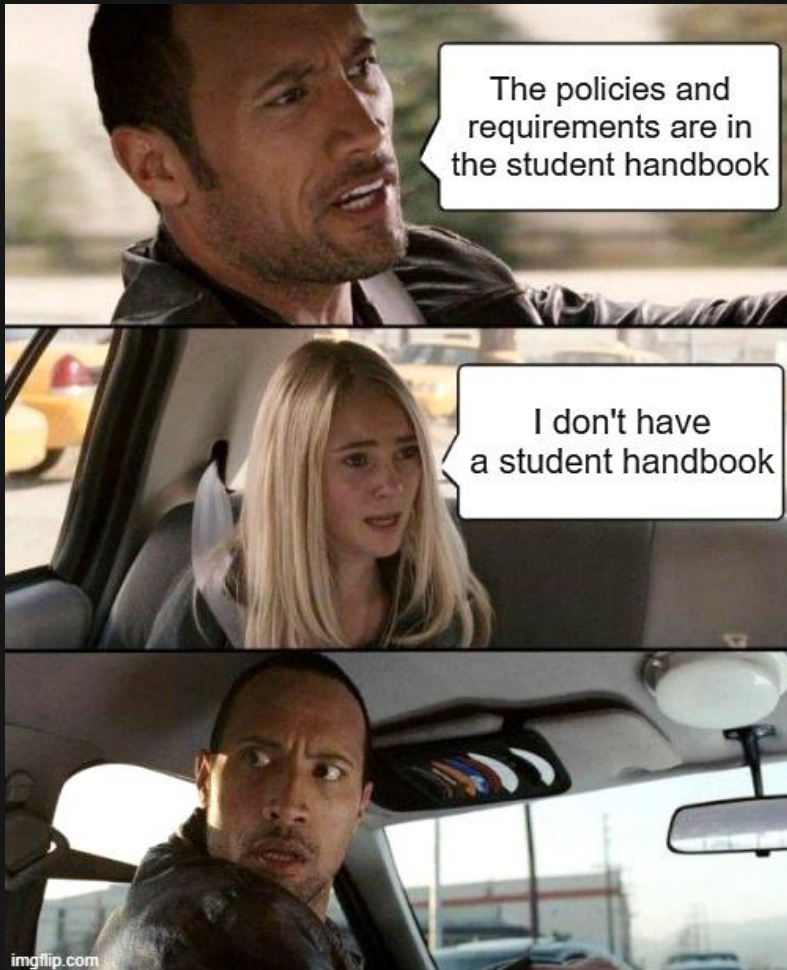 The policies and
requirements are in
the student handbook
I don't have
a student handbook
imgflip.com